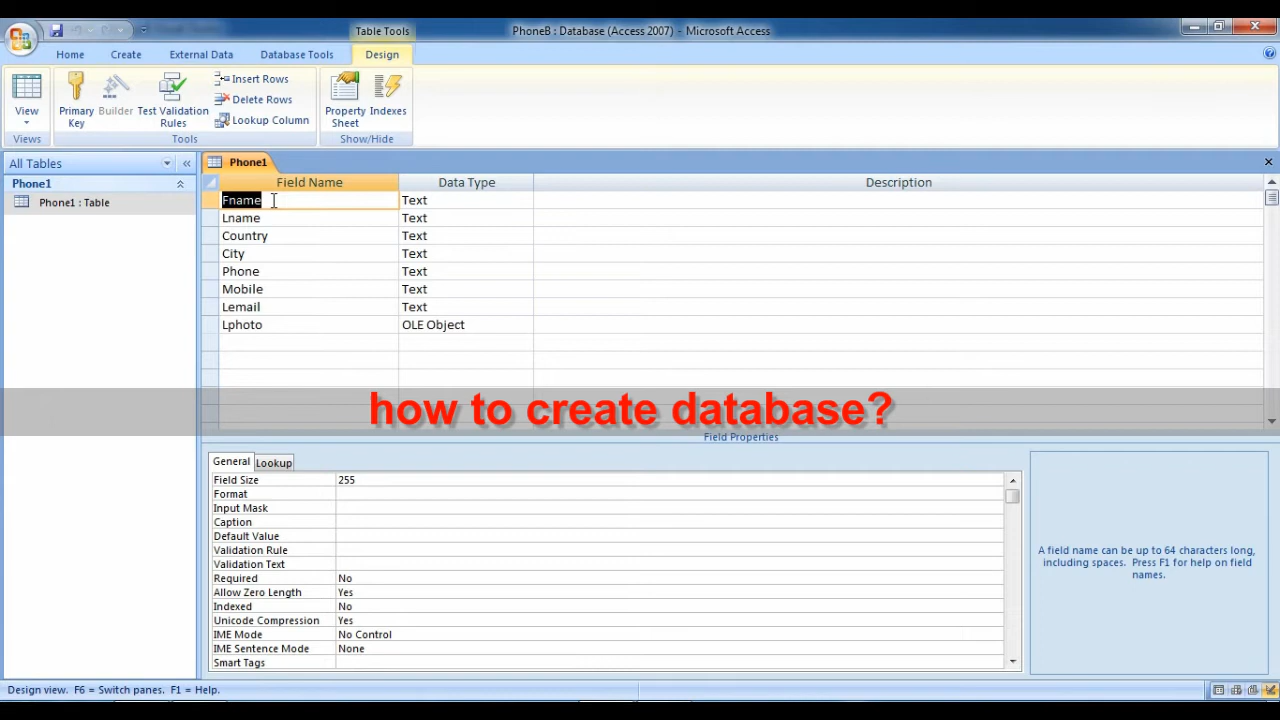 Table Tools
PhoneB : Database (Access 2007) - Microsoft Access
Home Create External Data Database Tools Design
View
Primary Key
Builder
Test Validation Rules
Insert Rows
Delete Rows
Lookup Column
Property Sheet
Indexes
Views Tools Show/Hide
All Tables
Phone1
Phone1 : Table
Phone1
Field Name Data Type Description
Fname Text
Lname Text
Country Text
City Text
Phone Text
Mobile Text
Lemail Text
Lphoto OLE Object
how to create database?
Field Properties
General Lookup
Field Size 255
Format
Input Mask
Caption
Default Value
Validation Rule
Validation Text
Required No
Allow Zero Length Yes
Indexed No
Unicode Compression Yes
IME Mode No Control
IME Sentence Mode None
Smart Tags
A field name can be up to 64 characters long,
including spaces. Press F1 for help on field
names.
Design view. F6 = Switch panes. F1 = Help.